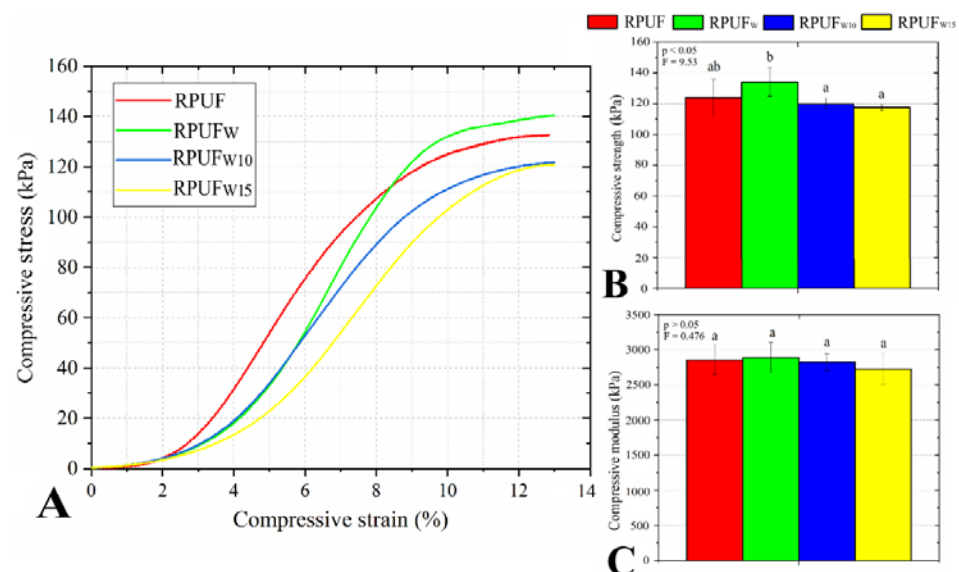 RPUF RPUFW RPUFW10 RPUFW15
A
160
140
120
100
80
60
40
20
0
Compressive stress (kPa)
RPUF
RPUFW
RPUFW10
RPUFW15
0 2 4 6 8 10 12 14
Compressive strain (%)
B
160
140
120
100
80
60
40
20
0
Compressive strength (kPa)
p < 0.05
F = 9.53
ab b a a
C
3500
3000
2500
2000
1500
1000
500
0
Compressive modulus (kPa)
p > 0.05
F = 0.476
a a a a